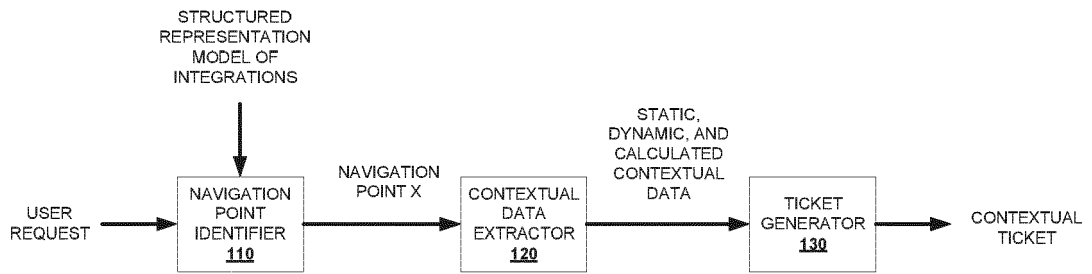 STRUCTURED
REPRESENTATION
MODEL OF
INTEGRATIONS
USER
REQUEST
NAVIGATION
POINT
IDENTIFIER
110
NAVIGATION
POINT X
CONTEXTUAL
DATA
EXTRACTOR
120
STATIC,
DYNAMIC, AND
CALCULATED
CONTEXTUAL
DATA
TICKET
GENERATOR
130
CONTEXTUAL
TICKET